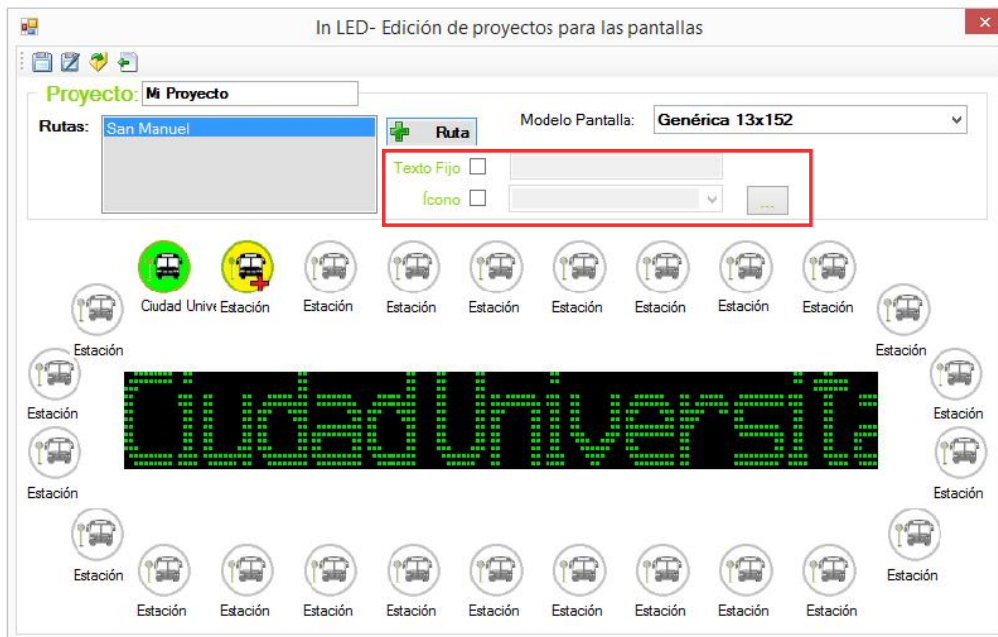 In LED- Edición de proyectos para las pantallas
Proyecto: Mi Proyecto
Rutas: San Manuel
Ruta
Modelo Pantalla: Genérica 13x152
Texto Fijo
Ícono
...
Ciudad Unive Estación Estación Estación Estación Estación Estación Estación Estación
Estación Estación
Ciudad Universita
Estación Estación
Estación Estación
Estación Estación
Estación Estación Estación Estación Estación Estación Estación Estación Estación